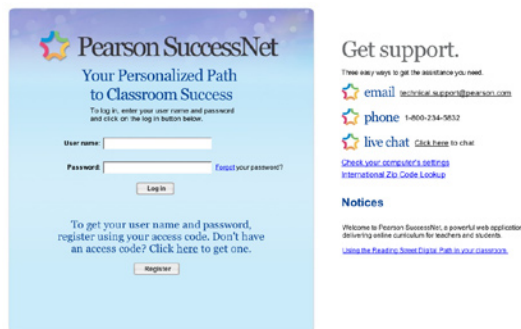 Pearson SuccessNet
Your Personalized Path
to Classroom Success
To log in, enter your user name and password
and click on the log in button below.
User name:
Password:
Forgot your password?
Log in
To get your user name and password,
register using your access code. Don't have
an access code? Click here to get one.
Register
Get support.
Three easy ways to get the assistance you need.
email technical.support@pearson.com
phone 1-800-234-5832
live chat Click here to chat
Check your computer's settings
International Zip Code Lookup
Notices
Welcome to Pearson SuccessNet, a powerful web application
delivering online curriculum for teachers and students.
Using the Reading Street Digital Path in your classroom.